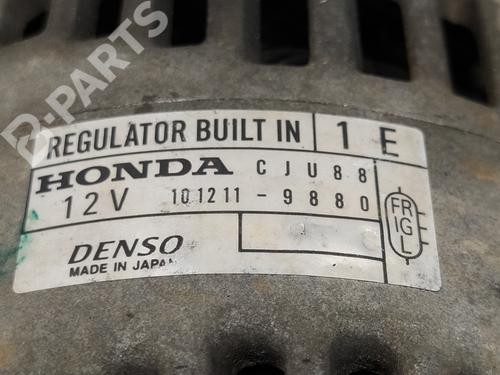 B-PARTS
REGULATOR BUILT IN 1 E
HONDA CJU88
12V 101211-9880
FR
IG
L
DENSO
MADE IN JAPAN